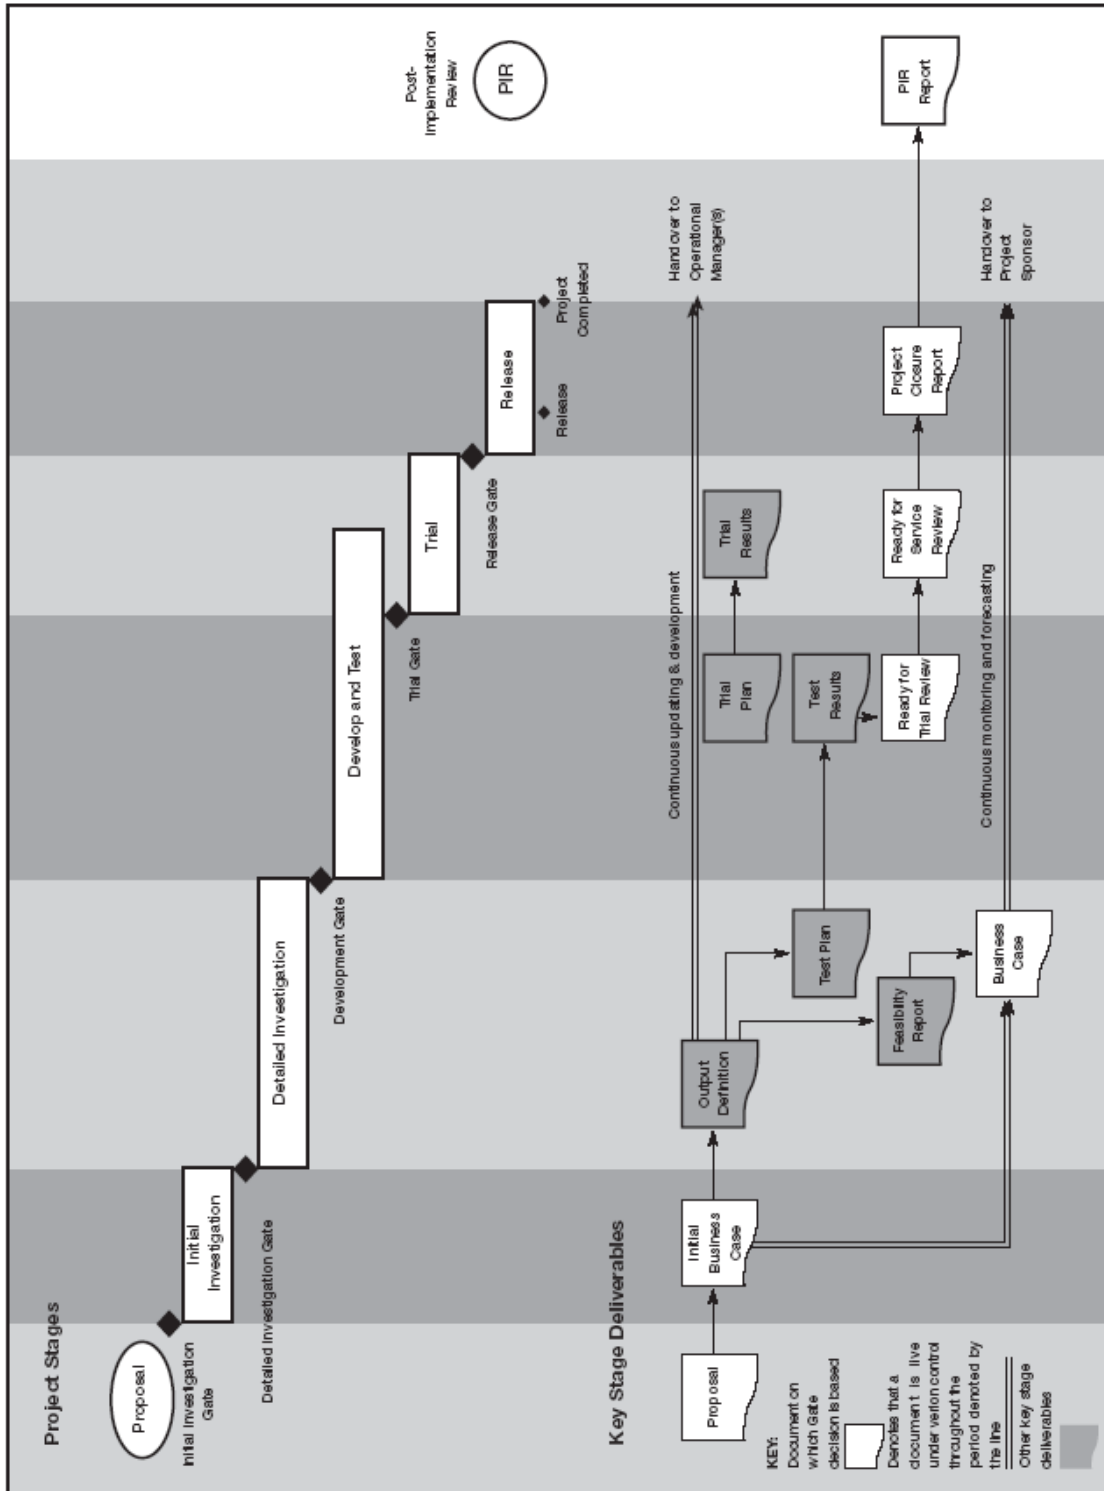 Project Stages
Proposal
Initial Investigation
Gate
Initial
Investigation
Detailed Investigation Gate
Detailed Investigation
Development Gate
Develop and Test
Trial Gate
Trial
Release Gate
Release
Release
Project
Completed
Post-
Implementation
Review
PIR
Key Stage Deliverables
Proposal
Initial
Business
Case
Output
Definition
Continuous updating & development
Handover to
Operational
Manager(s)
Trial
Plan
Trial
Results
Test Plan
Test
Results
Feasibility
Report
Ready for
Trial Review
Ready for
Service
Review
Project
Closure
Report
PIR
Report
Business
Case
Continuous monitoring and forecasting
Handover to
Project
Sponsor
KEY:
Document on
which Gate
decision is based
Denotes that a
document is live
under verion control
throughout the
period denoted by
the line
Other key stage
deliverables